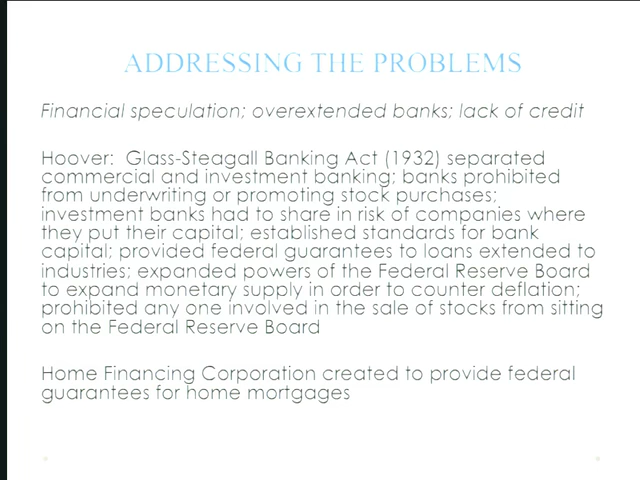 ADDRESSING THE PROBLEMS
Financial speculation; overextended banks; lack of credit
Hoover: Glass-Steagall Banking Act (1932) separated
commercial and investment banking; banks prohibited
from underwriting or promoting stock purchases;
investment banks had to share in risk of companies where
they put their capital; established standards for bank
capital; provided federal guarantees to loans extended to
industries; expanded powers of the Federal Reserve Board
to expand monetary supply in order to counter deflation;
prohibited any one involved in the sale of stocks from sitting
on the Federal Reserve Board
Home Financing Corporation created to provide federal
guarantees for home mortgages